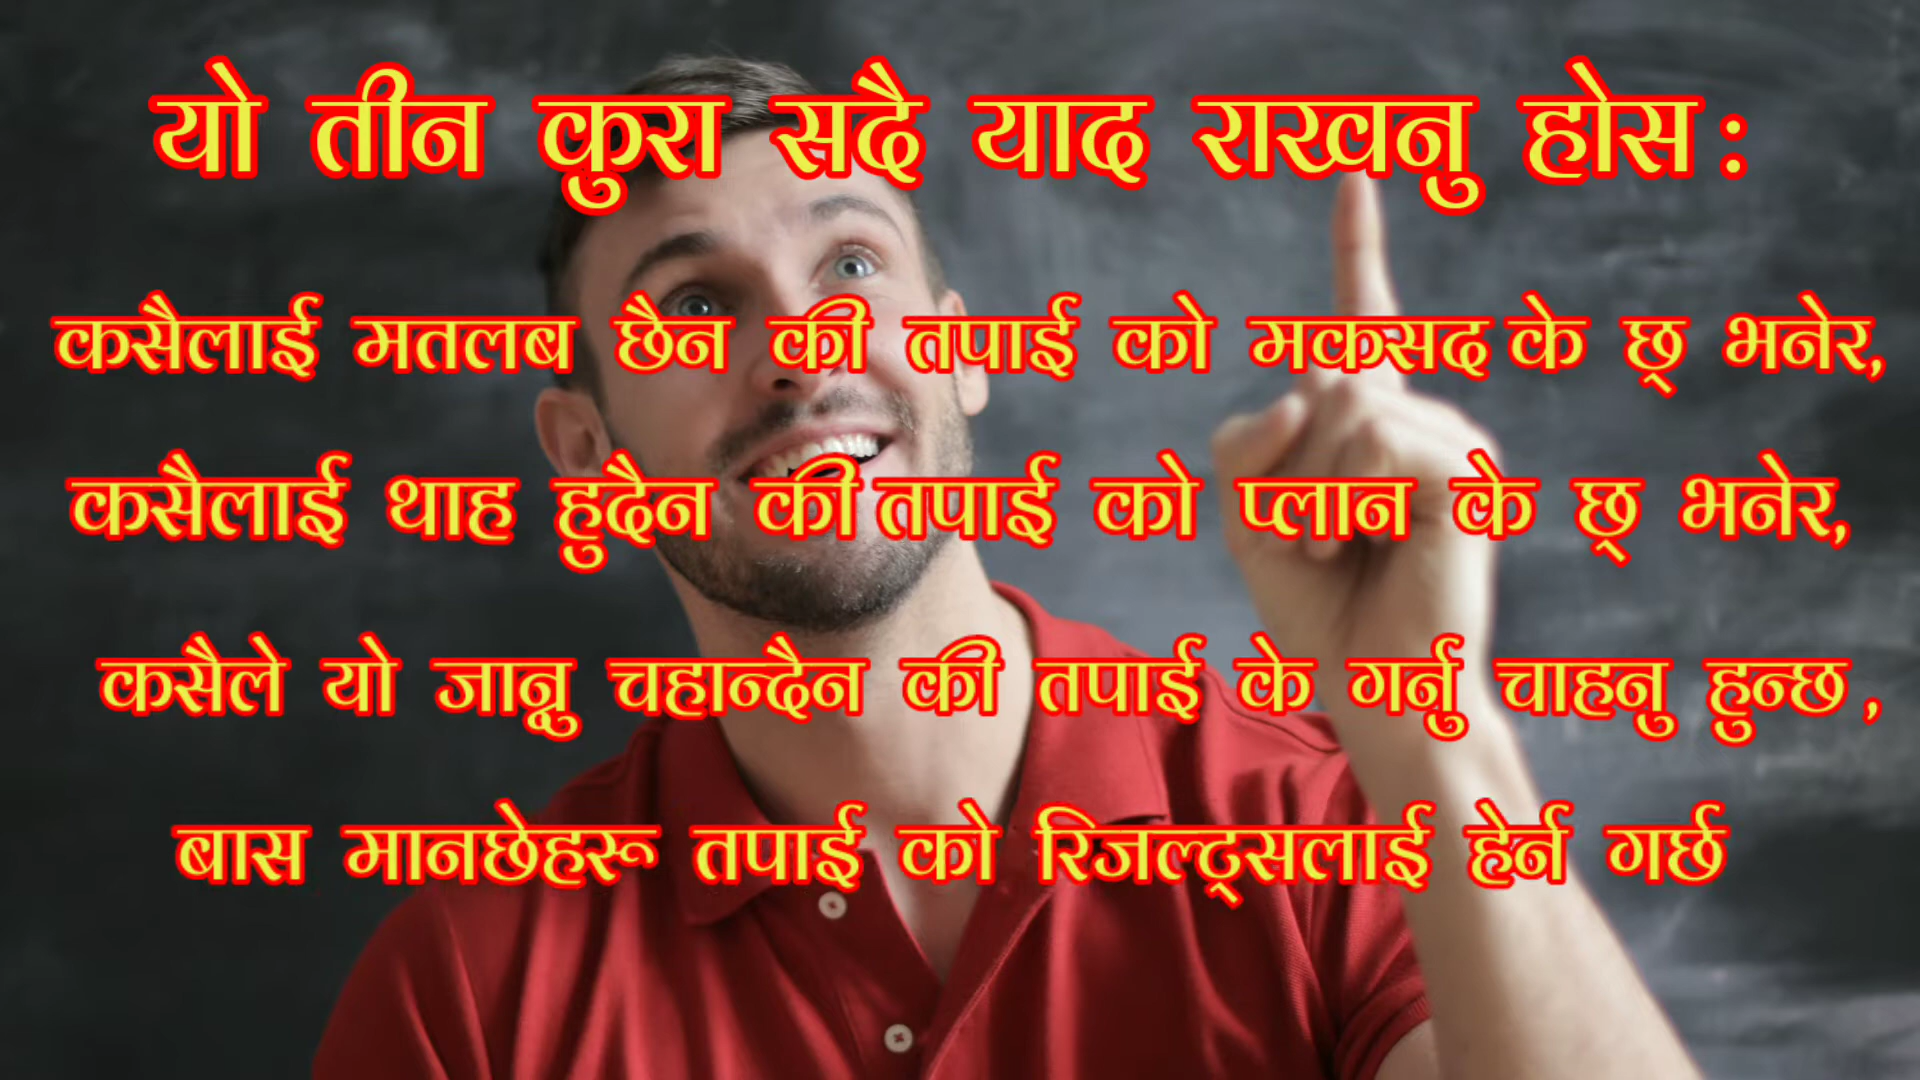 यो तीन कुरा सदै याद राखनु होस :
कसैलाई मतलब छैन की तपाई को मकसद के छ् भनेर,
कसैलाई थाह हुदैन की तपाई को प्लान के छ् भनेर,
कसैले यो जान्नु चहान्दैन की तपाई के गर्नु चाहनु हुन्छ ,
बास मानछेहरू तपाई को रिजल्ट्सलाई हेर्न गर्छ